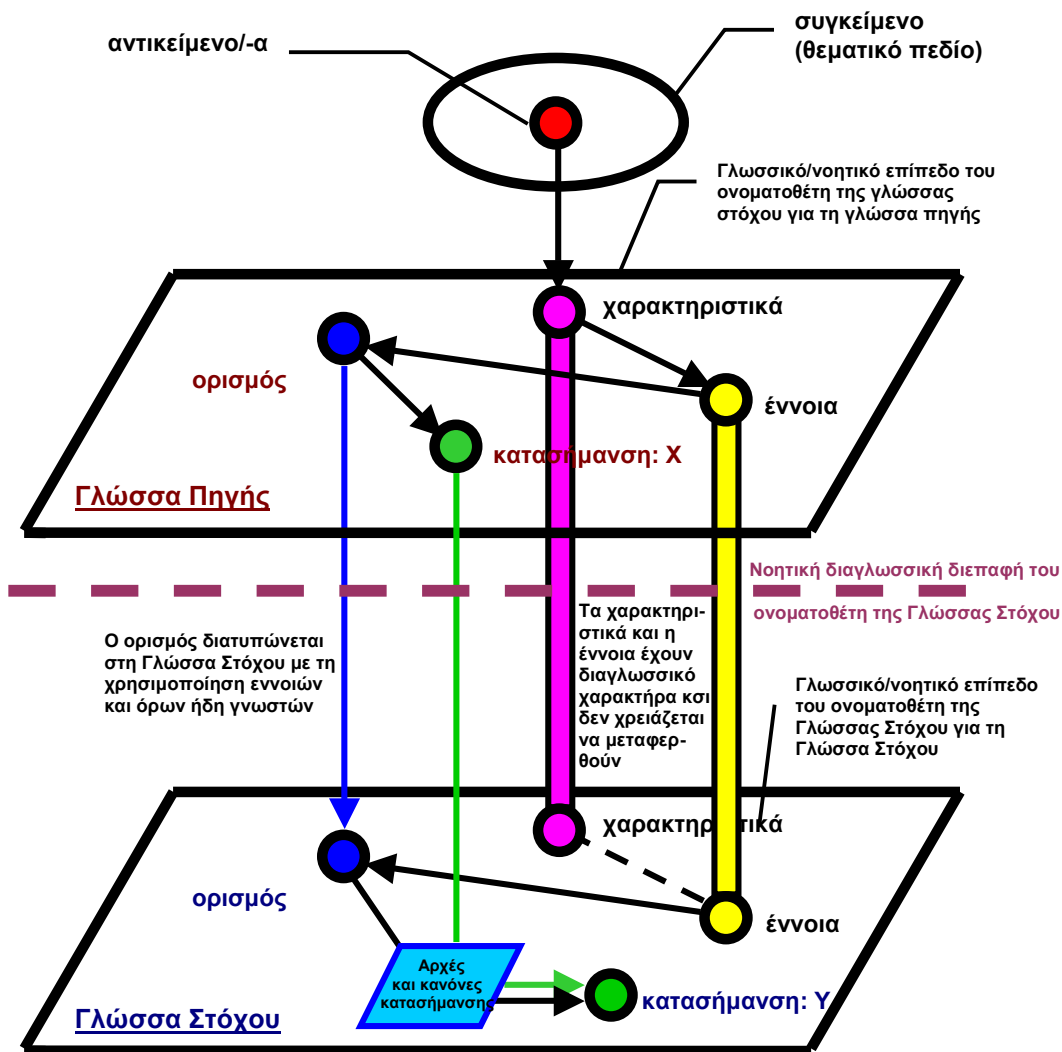 αντικείμενο/-α
συγκείμενο
(θεματικό πεδίο)
Γλωσσικό/νοητικό επίπεδο του
ονοματοθέτη της γλώσσας
στόχου για τη γλώσσα πηγής
χαρακτηριστικά
ορισμός
έννοια
κατασήμανση: X
Γλώσσα Πηγής
Νοητική διαγλωσσική διεπαφή του
ονοματοθέτη της Γλώσσας Στόχου
Ο ορισμός διατυπώνεται
στη Γλώσσα Στόχου με τη
χρησιμοποίηση εννοιών
και όρων ήδη γνωστών
Τα χαρακτηρι-
στικά και η
έννοια έχουν
διαγλωσσικό
χαρακτήρα κσι
δεν χρειάζεται
να μεταφερ-
θούν
Γλωσσικό/νοητικό επίπεδο
του ονοματοθέτη της
Γλώσσας Στόχου για τη
Γλώσσα Στόχου
χαρακτηριστικά
ορισμός
έννοια
Αρχές
και κανόνες
κατασήμανσης
κατασήμανση: Y
Γλώσσα Στόχου